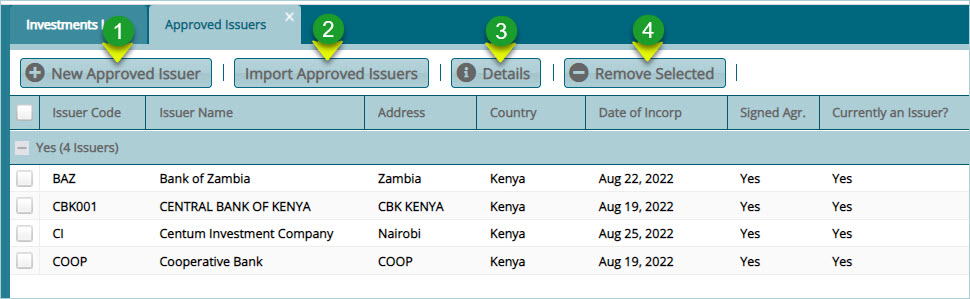 Investments
Approved Issuers
1
2
3
4
New Approved Issuer
Import Approved Issuers
Details
Remove Selected
Issuer Code Issuer Name Address Country Date of Incorp Signed Agr. Currently an Issuer?
Yes (4 Issuers)
BAZ Bank of Zambia Zambia Kenya Aug 22, 2022 Yes Yes
CBK001 CENTRAL BANK OF KENYA CBK KENYA Kenya Aug 19, 2022 Yes Yes
CI Centum Investment Company Nairobi Kenya Aug 25, 2022 Yes Yes
COOP Cooperative Bank COOP Kenya Aug 19, 2022 Yes Yes